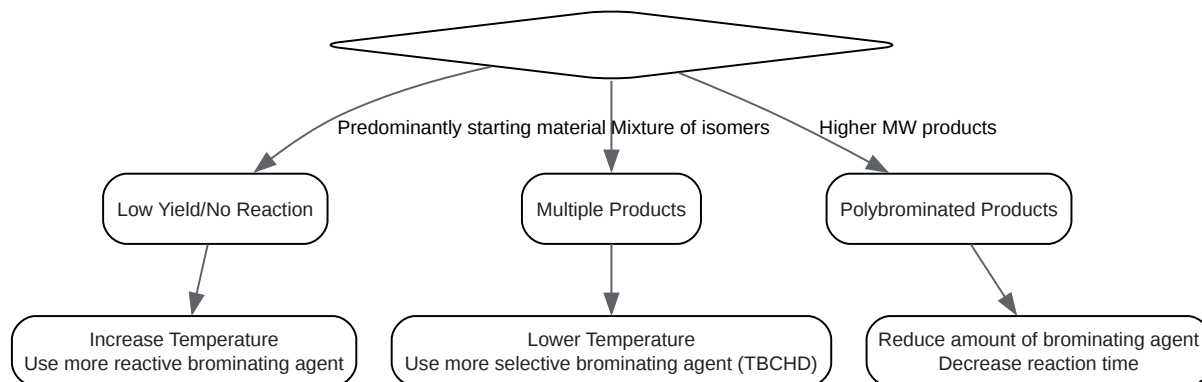 Predominantly starting material
Mixture of isomers
Higher MW products
Low Yield/No Reaction
Multiple Products
Polybrominated Products
Increase Temperature
Use more reactive brominating agent
Lower Temperature
Use more selective brominating agent (TBCHD)
Reduce amount of brominating agent
Decrease reaction time